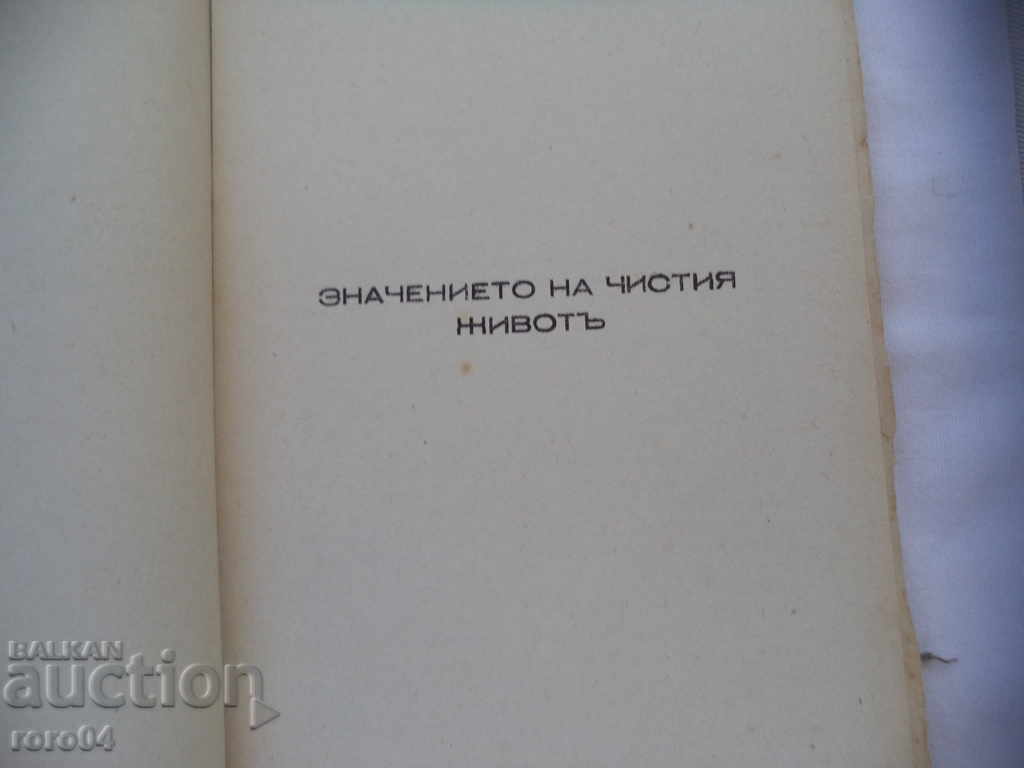 ЗНАЧЕНИЕТО НА ЧИСТИЯ
ЖИВОТЪ
BALKAN
auction
roro04